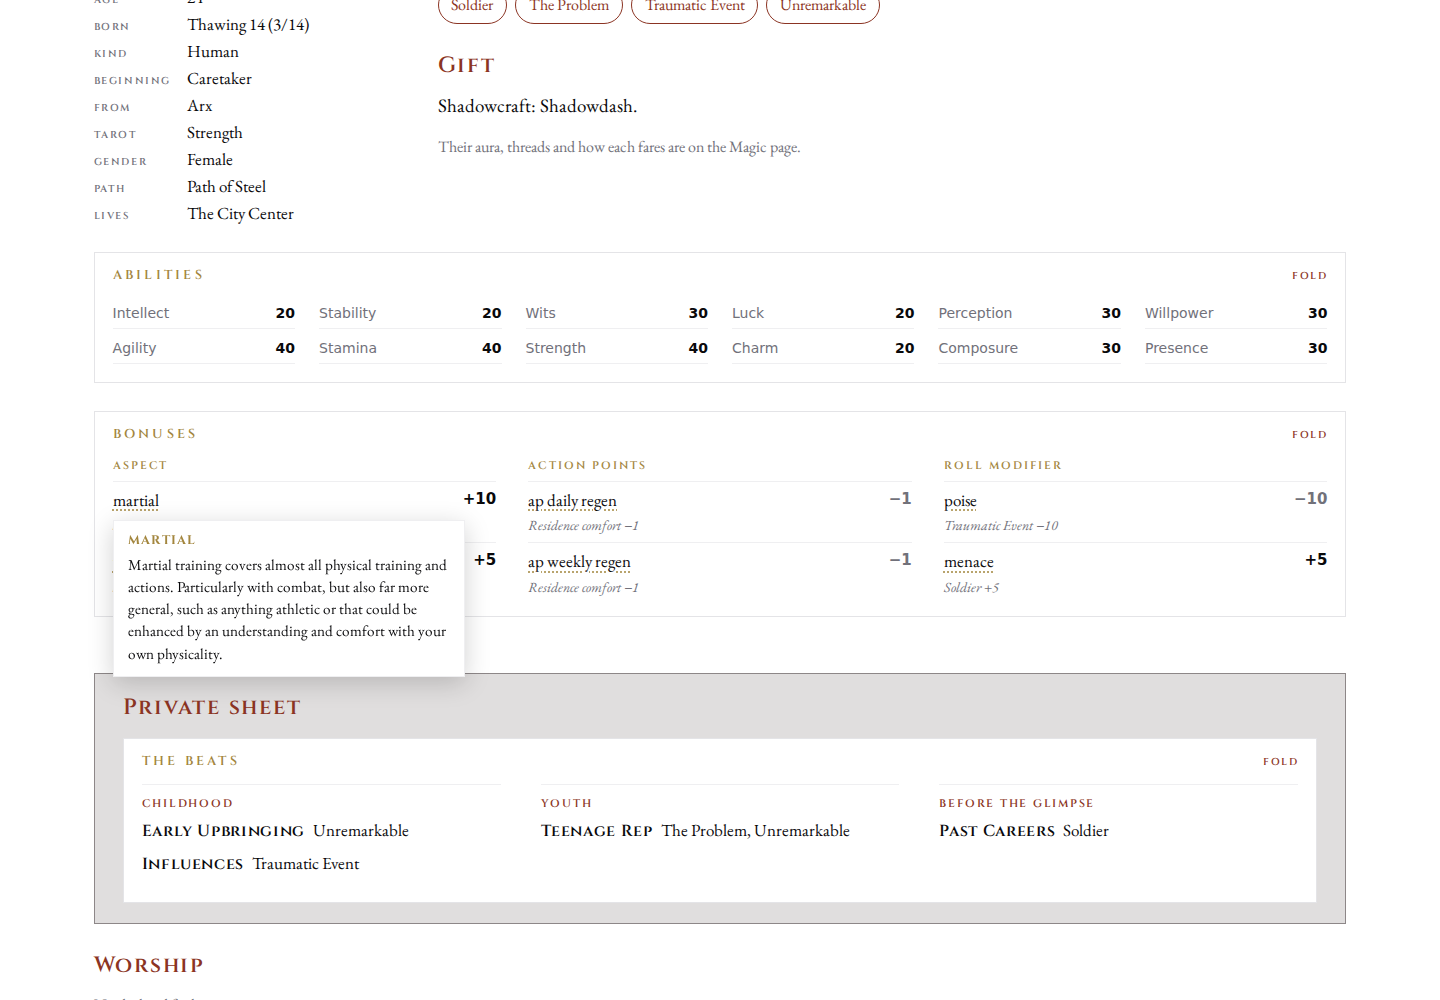 Soldier The Problem Traumatic Event Unremarkable
BORN Thawing 14 (3/14)
KIND Human
BEGINNING Caretaker
FROM Arx
TAROT Strength
GENDER Female
PATH Path of Steel
LIVES The City Center
GIFT
Shadowcraft: Shadowdash.
Their aura, threads and how each fares are on the Magic page.
ABILITIES FOLD
Intellect 20 Stability 20 Wits 30 Luck 20 Perception 30 Willpower 30
Agility 40 Stamina 40 Strength 40 Charm 20 Composure 30 Presence 30
BONUSES FOLD
ASPECT ACTION POINTS ROLL MODIFIER
martial +10 ap daily regen −1 poise −10
Residence comfort −1 Traumatic Event −10
+5 ap weekly regen −1 menace +5
Residence comfort −1 Soldier +5
MARTIAL
Martial training covers almost all physical training and
actions. Particularly with combat, but also far more
general, such as anything athletic or that could be
enhanced by an understanding and comfort with your
own physicality.
PRIVATE SHEET
THE BEATS FOLD
CHILDHOOD YOUTH BEFORE THE GLIMPSE
EARLY UPBRINGING Unremarkable TEENAGE REP The Problem, Unremarkable PAST CAREERS Soldier
INFLUENCES Traumatic Event
WORSHIP